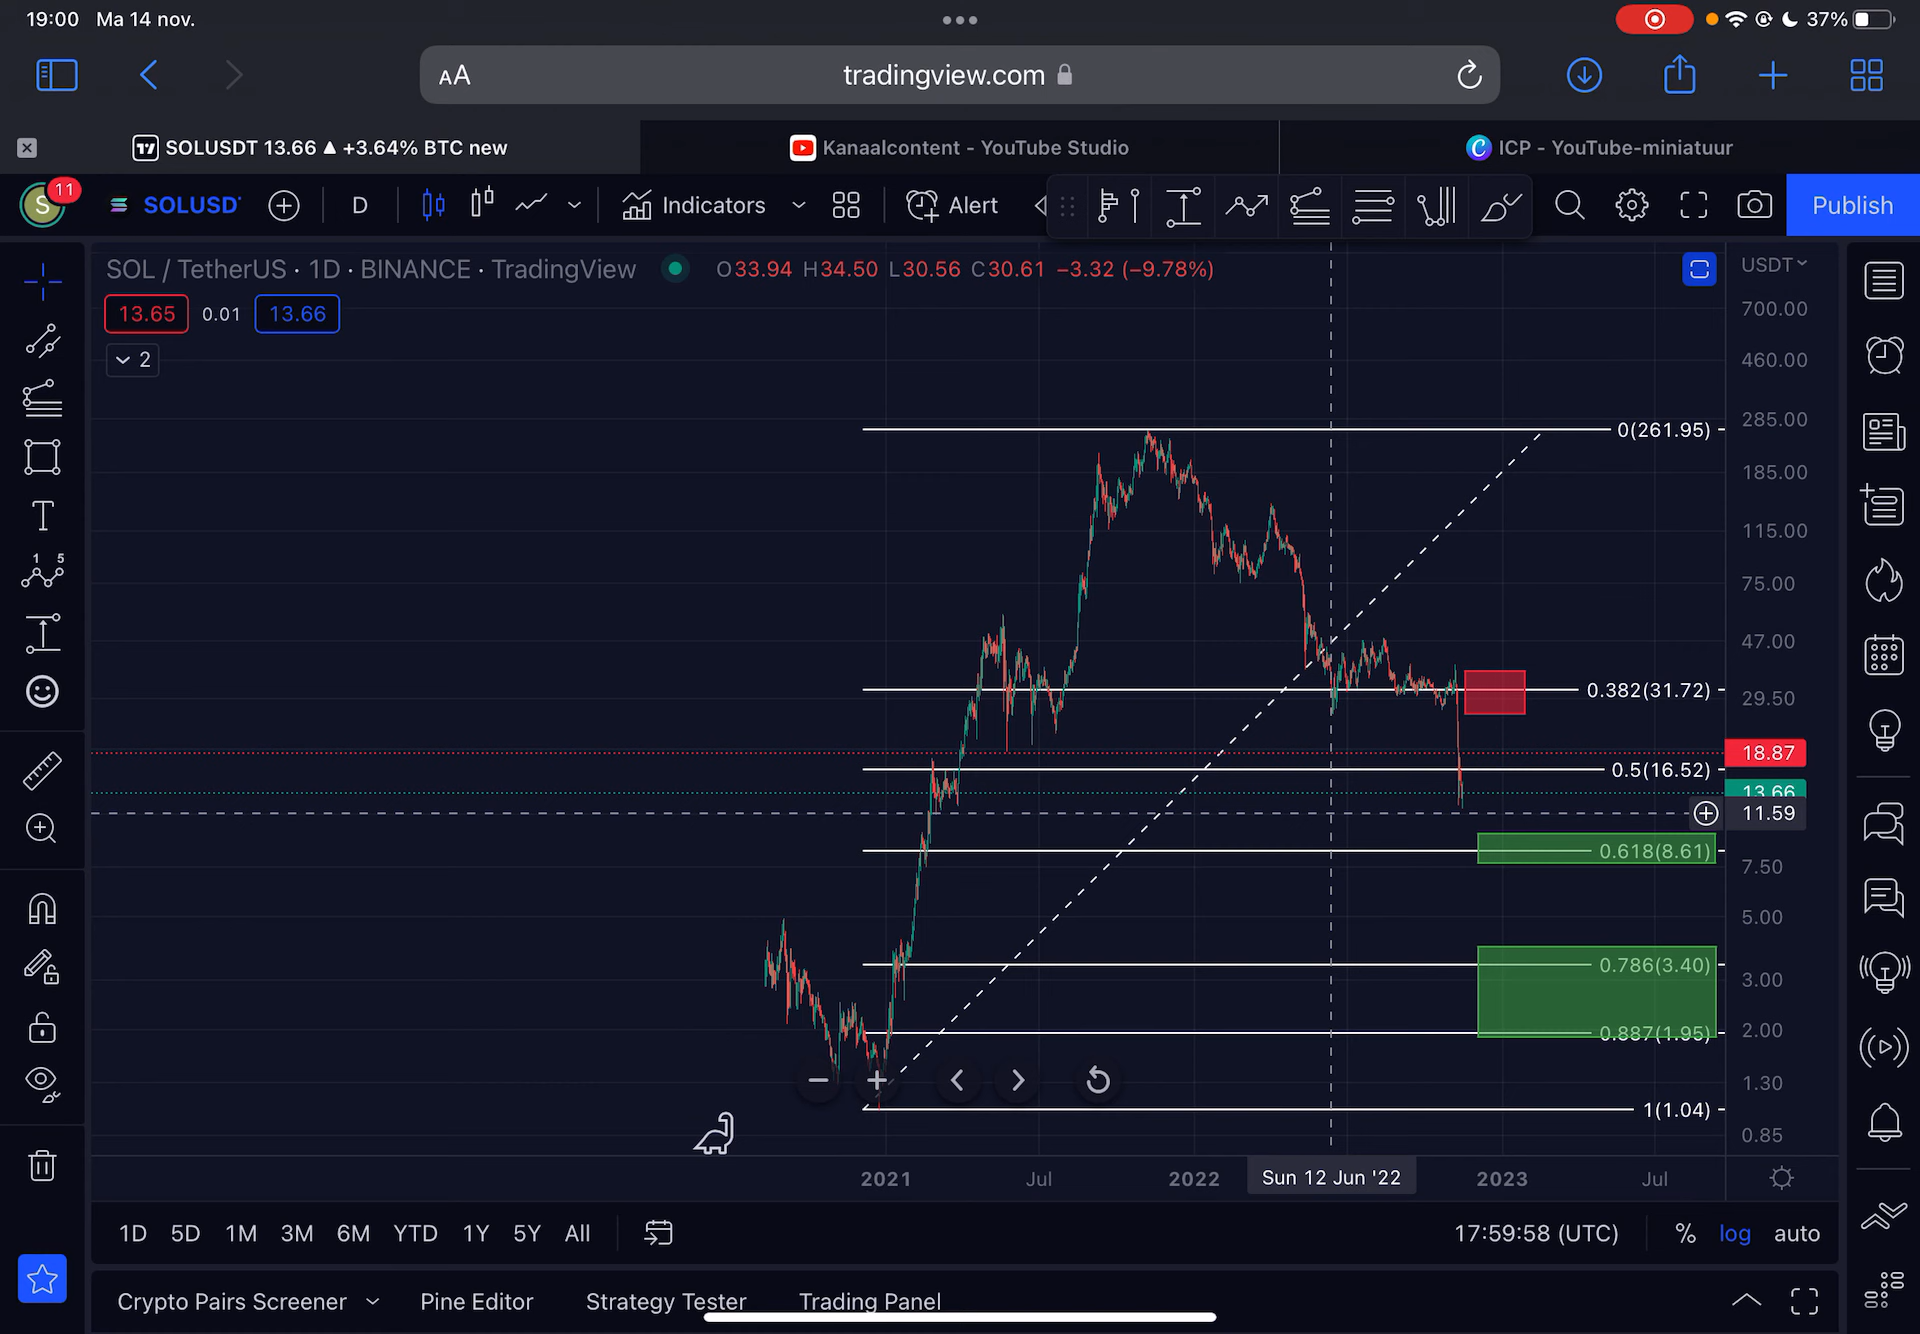 19:00 Ma 14 nov.
37%
AA tradingview.com
SOLUSDT 13.66 ▲ +3.64% BTC new
Kanaalcontent - YouTube Studio
ICP - YouTube-miniatuur
S 11 SOLUSD D Indicators Alert Publish
SOL / TetherUS · 1D · BINANCE · TradingView O33.94 H34.50 L30.56 C30.61 −3.32 (−9.78%)
USDT
13.65 0.01 13.66
2
700.00
460.00
285.00
0(261.95)
185.00
115.00
75.00
47.00
0.382(31.72)
29.50
18.87
0.5(16.52)
13.66
11.59
0.618(8.61)
7.50
5.00
0.786(3.40)
3.00
0.887(1.95)
2.00
1.30
1(1.04)
0.85
2021 Jul 2022 Sun 12 Jun '22 2023 Jul
1D 5D 1M 3M 6M YTD 1Y 5Y All
17:59:58 (UTC) % log auto
Crypto Pairs Screener Pine Editor Strategy Tester Trading Panel